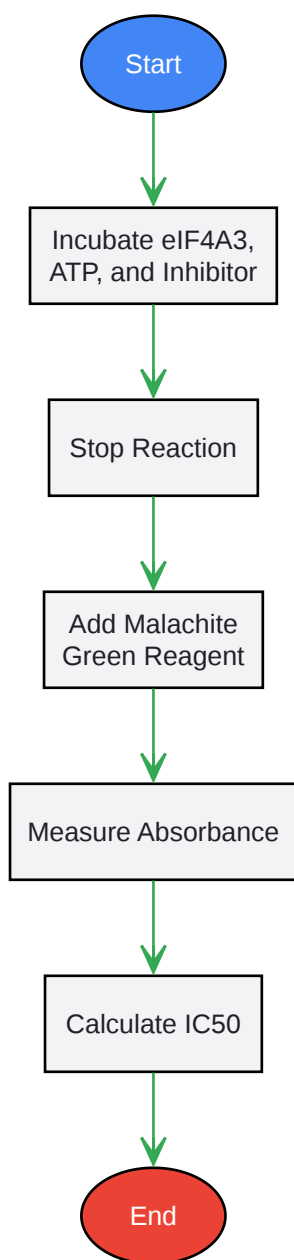 Start
Incubate eIF4A3,
ATP, and Inhibitor
Stop Reaction
Add Malachite
Green Reagent
Measure Absorbance
Calculate IC50
End